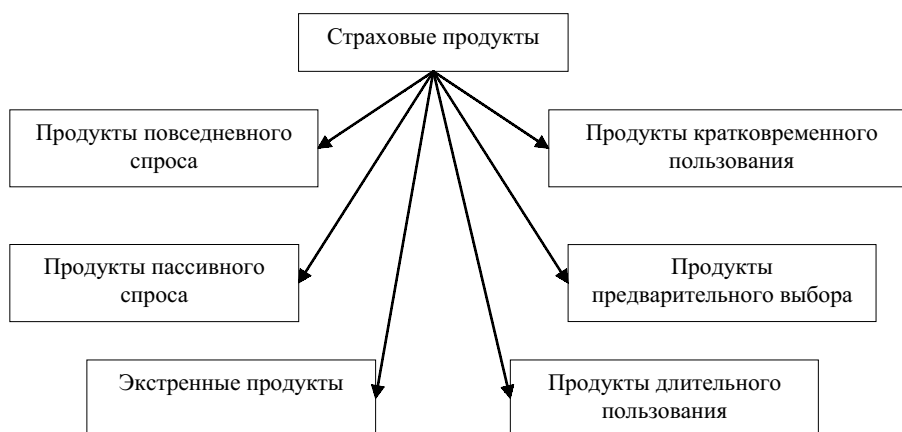 Страховые продукты
Продукты повседневного
спроса
Продукты кратковременного
пользования
Продукты пассивного
спроса
Продукты
предварительного выбора
Экстренные продукты
Продукты длительного
пользования